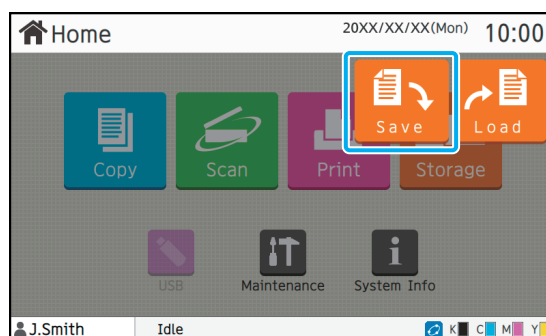 Home
20XX/XX/XX(Mon) 10:00
Save Load
Copy Scan Print Storage
USB Maintenance System Info
J.Smith Idle K C M Y